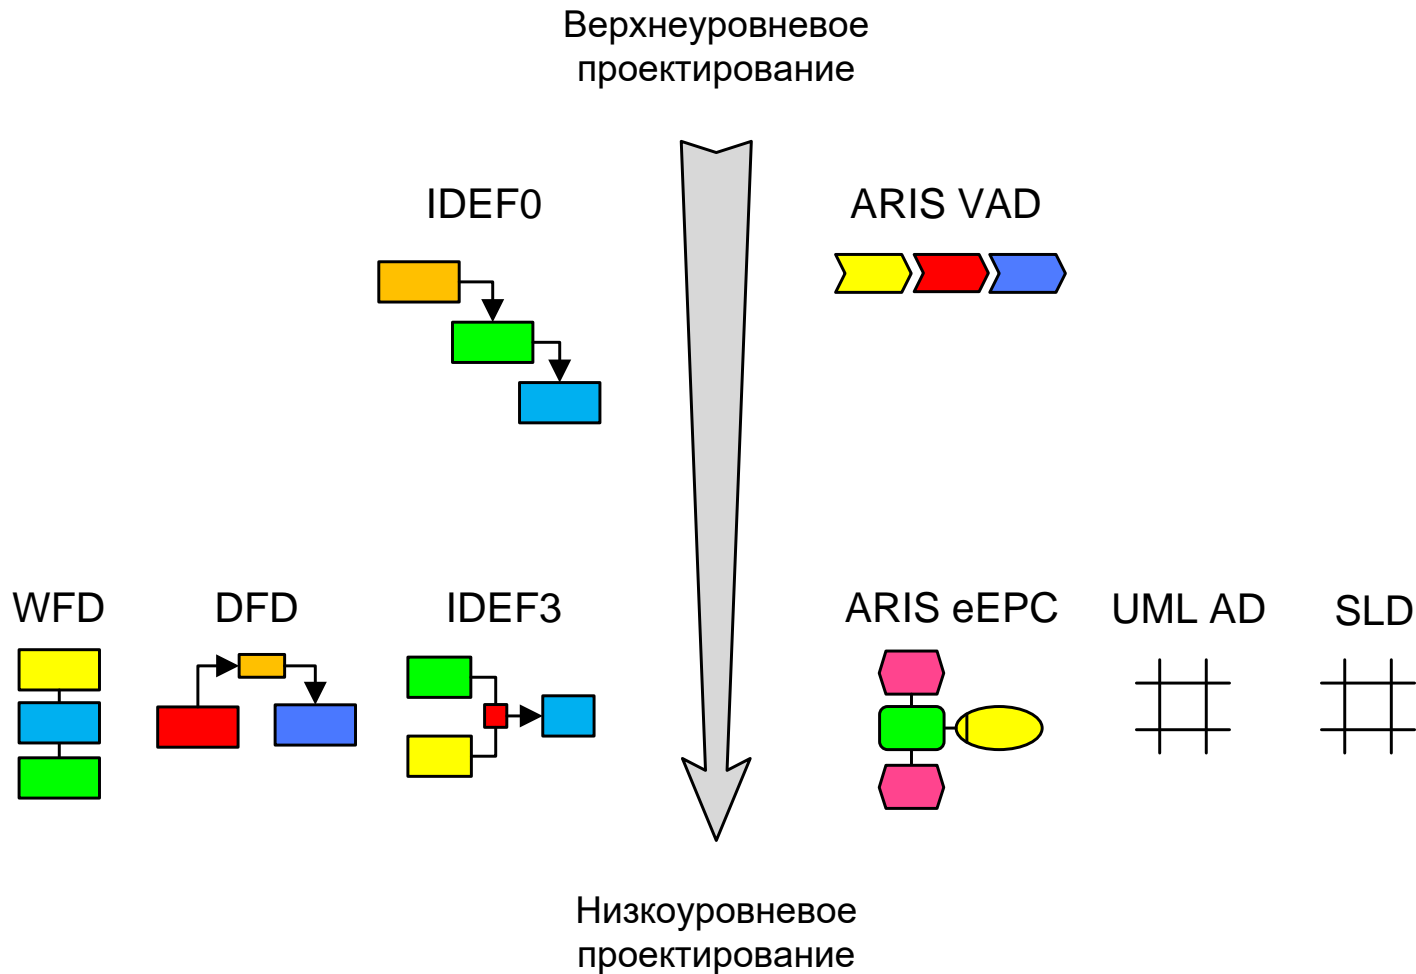 Верхнеуровневое
проектирование
IDEF0
ARIS VAD
WFD
DFD
IDEF3
ARIS eEPC
UML AD
SLD
Низкоуровневое
проектирование